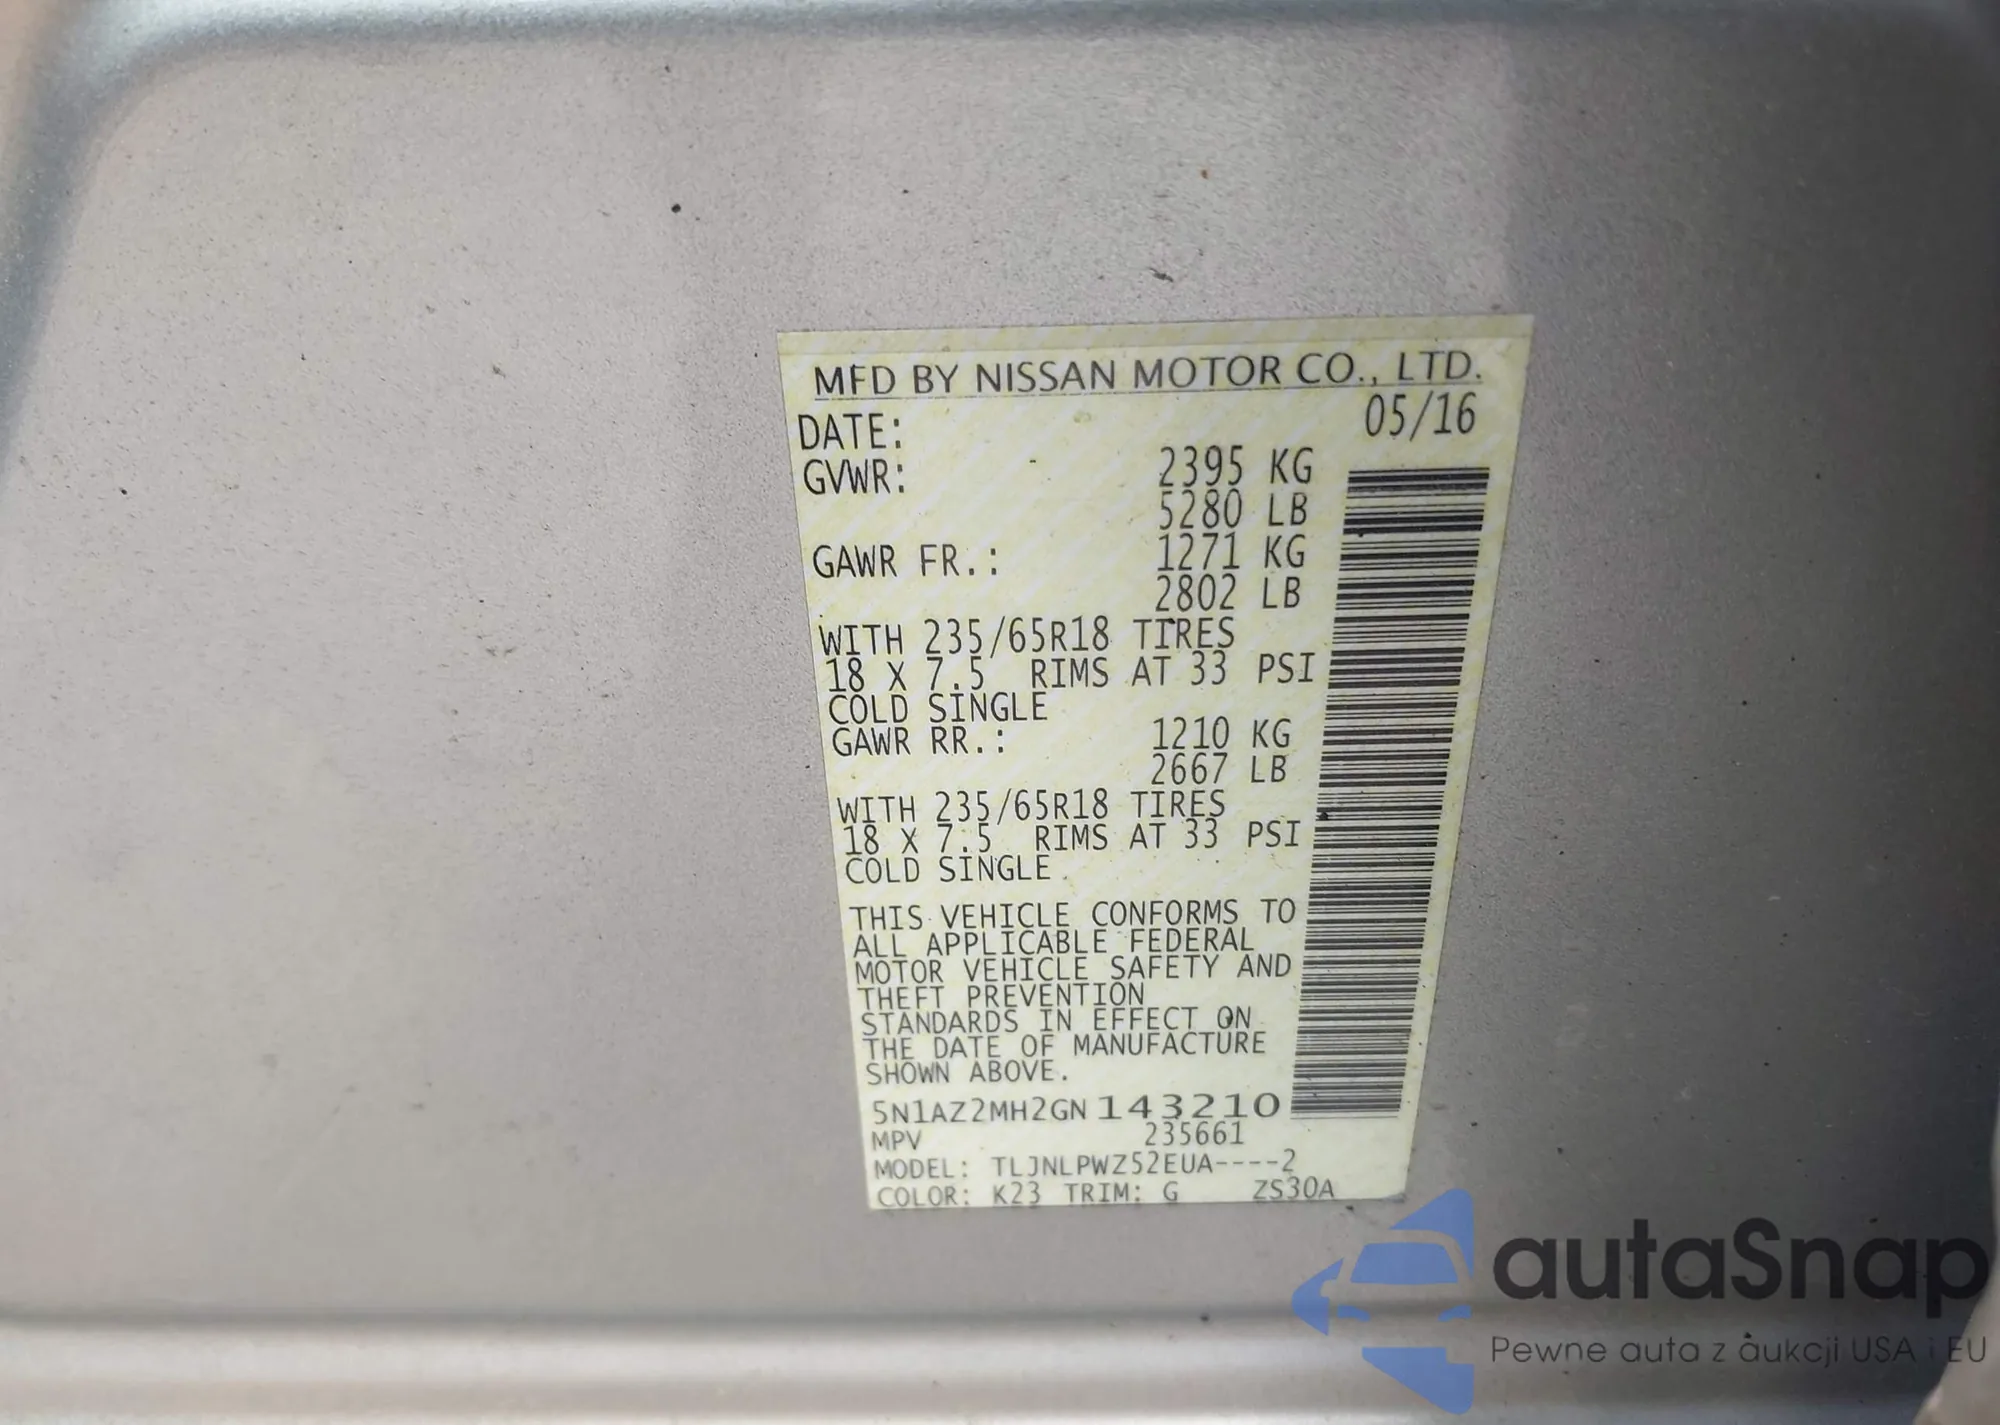 MFD BY NISSAN MOTOR CO., LTD.
DATE: 05/16
GVWR: 2395 KG
5280 LB
GAWR FR.: 1271 KG
2802 LB
WITH 235/65R18 TIRES
18 X 7.5 RIMS AT 33 PSI
COLD SINGLE
GAWR RR.: 1210 KG
2667 LB
WITH 235/65R18 TIRES
18 X 7.5 RIMS AT 33 PSI
COLD SINGLE
THIS VEHICLE CONFORMS TO
ALL APPLICABLE FEDERAL
MOTOR VEHICLE SAFETY AND
THEFT PREVENTION
STANDARDS IN EFFECT ON
THE DATE OF MANUFACTURE
SHOWN ABOVE.
5N1AZ2MH2GN143210
MPV 235661
MODEL: TLJNLPWZ52EUA----2
COLOR: K23 TRIM: G ZS30A
autaSnap
Pewne auta z aukcji USA i EU